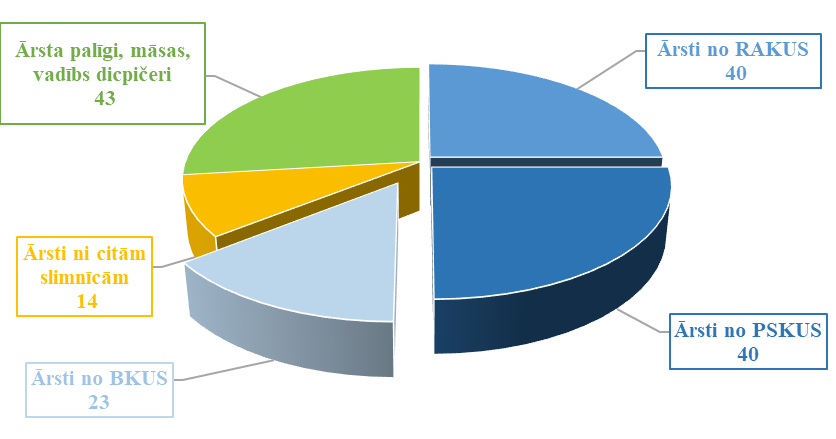 Ārsta palīgi, māsas,
vadībs dicpičeri
43
Ārsti no RAKUS
40
Ārsti ni citām
slimnīcām
14
Ārsti no PSKUS
40
Ārsti no BKUS
23